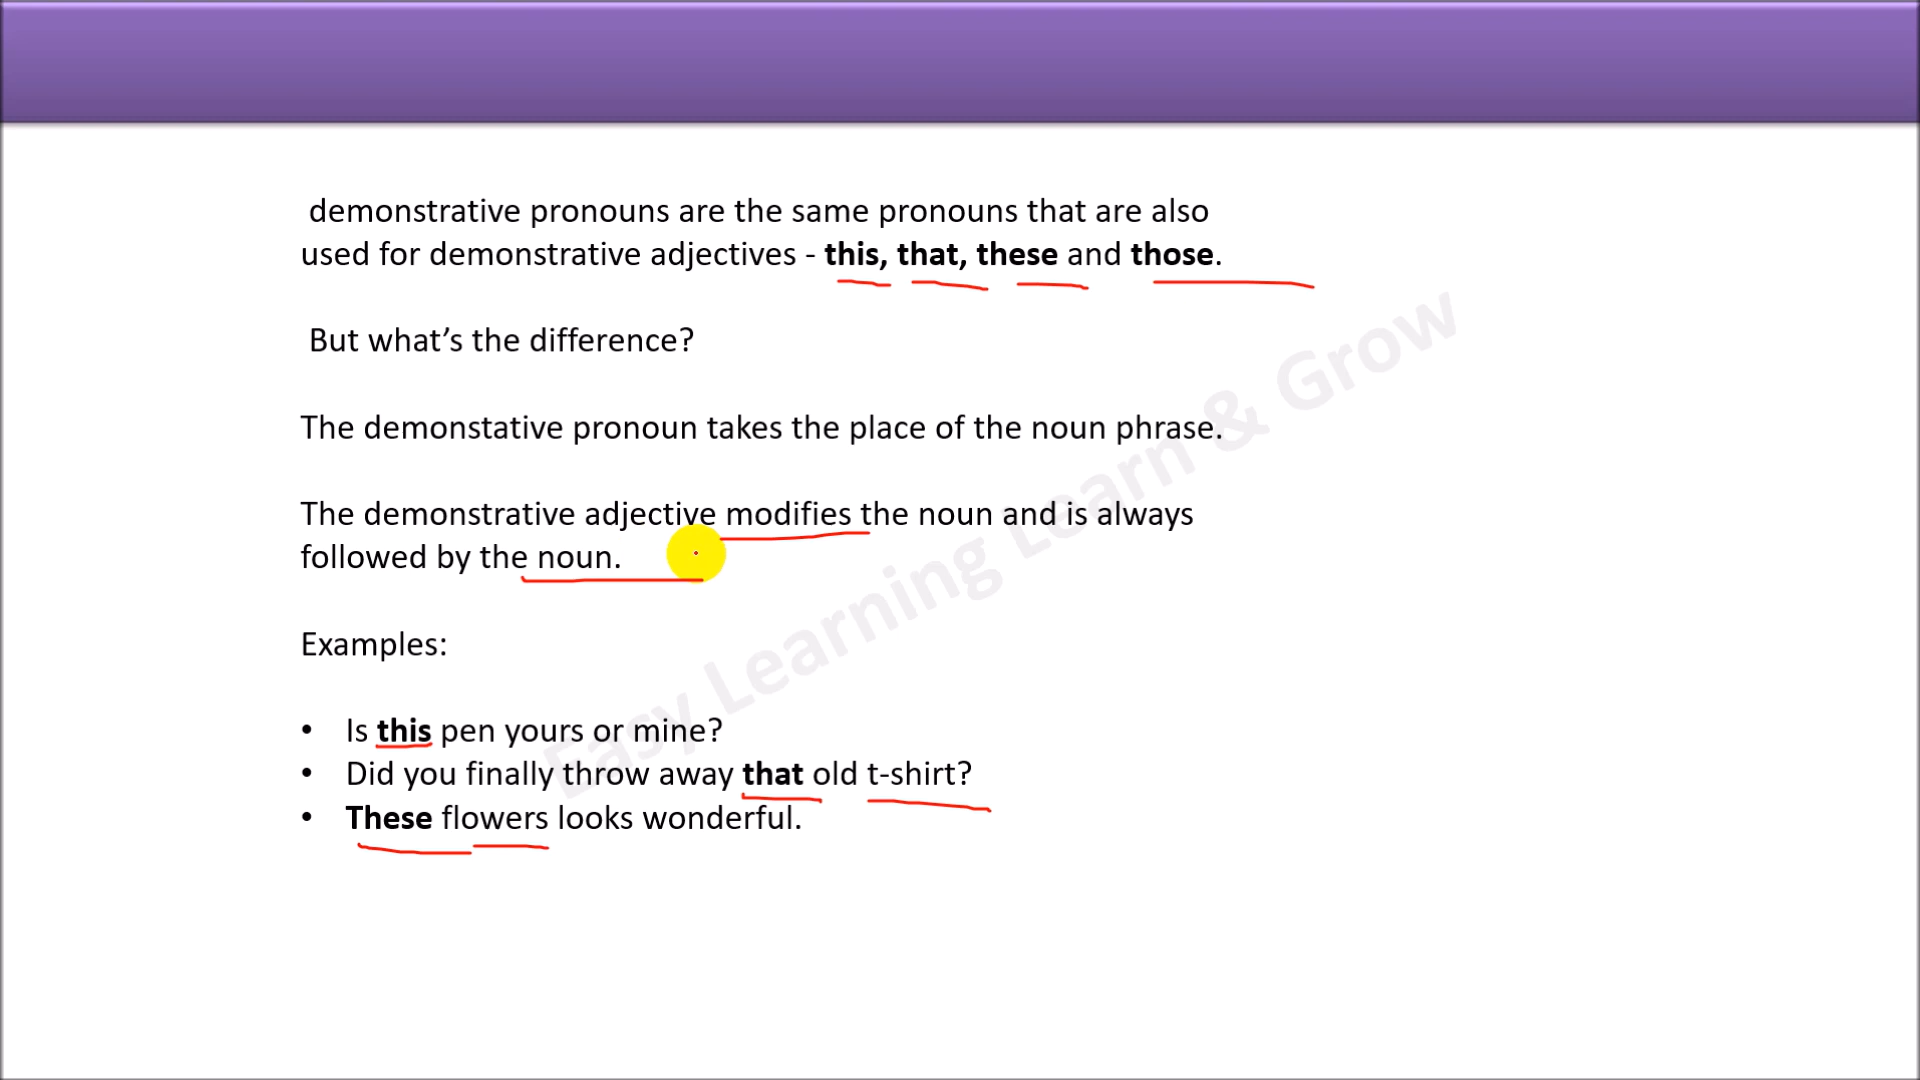 demonstrative pronouns are the same pronouns that are also
used for demonstrative adjectives - this, that, these and those.
But what’s the difference?
The demonstative pronoun takes the place of the noun phrase.
The demonstrative adjective modifies the noun and is always
followed by the noun.
Examples:
• Is this pen yours or mine?
• Did you finally throw away that old t-shirt?
• These flowers looks wonderful.
Easy Learning Learn & Grow